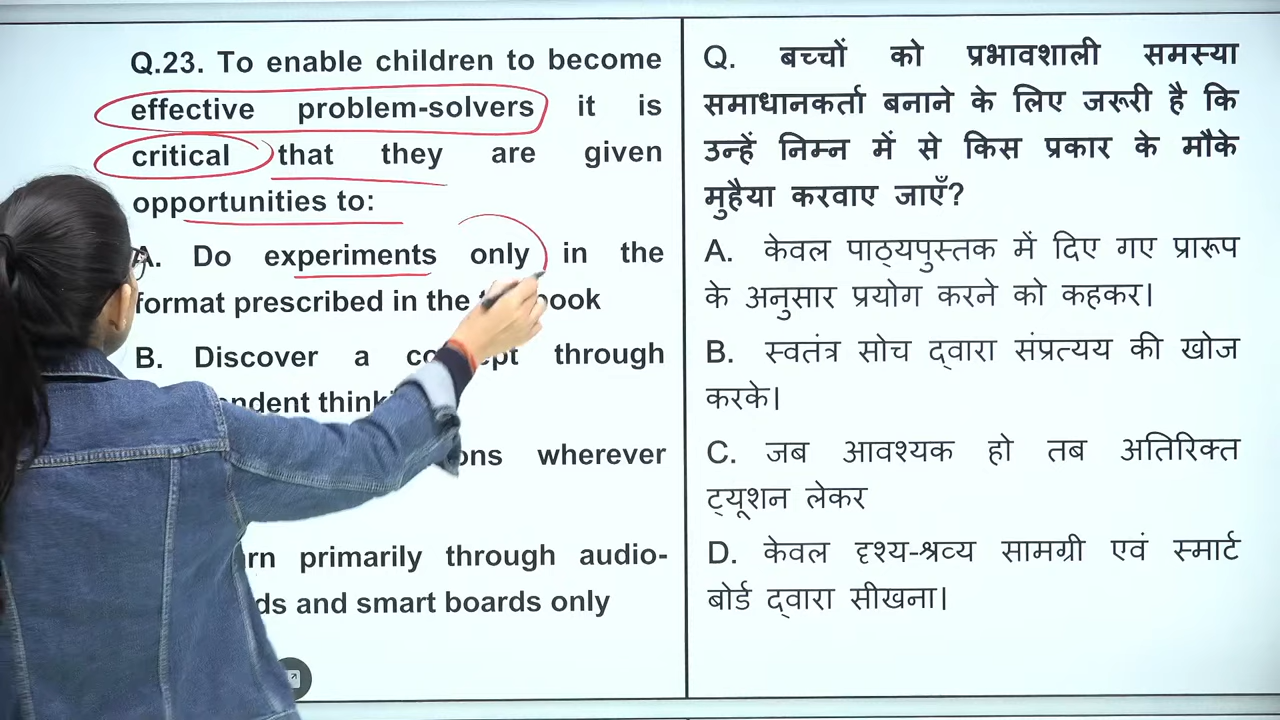 Q.23. To enable children to become
effective problem-solvers it is
critical that they are given
opportunities to:
A. Do experiments only in the
format prescribed in the
B. Discover a through
wherever
primarily through audio-
and smart boards only
Q. बच्चों को प्रभावशाली समस्या
समाधानकर्ता बनाने के लिए जरूरी है कि
उन्हें निम्न में से किस प्रकार के मौके
मुहैया करवाए जाएँ?
A. केवल पाठ्यपुस्तक में दिए गए प्रारूप
के अनुसार प्रयोग करने को कहकर।
B. स्वतंत्र सोच द्वारा संप्रत्यय की खोज
करके।
C. जब आवश्यक हो तब अतिरिक्त
ट्यूशन लेकर
D. केवल दृश्य-श्रव्य सामग्री एवं स्मार्ट
बोर्ड द्वारा सीखना।